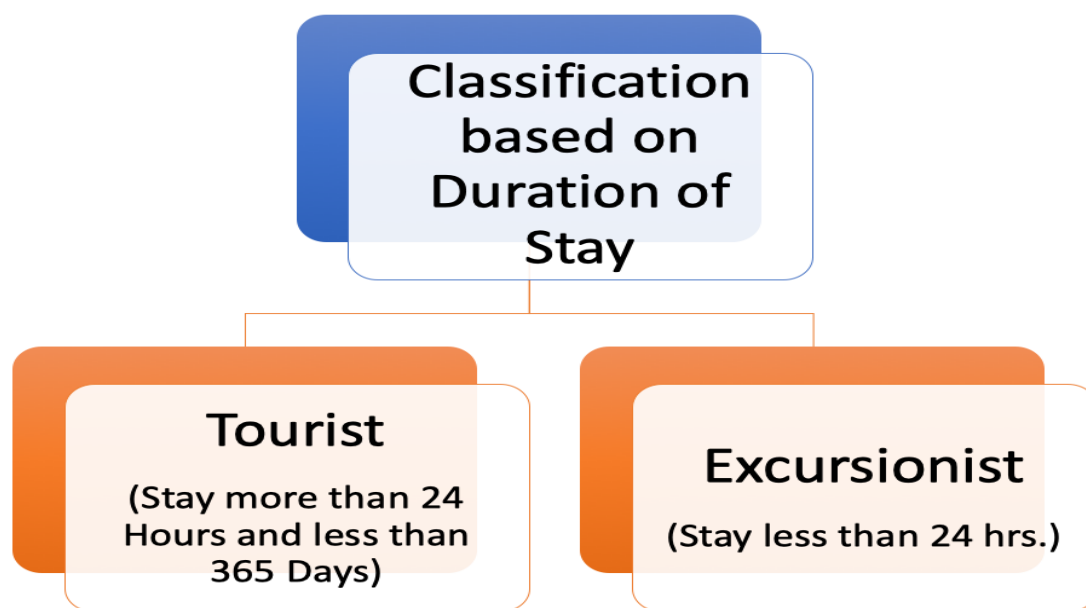 Classification
based on
Duration of
Stay
Tourist
(Stay more than 24
Hours and less than
365 Days)
Excursionist
(Stay less than 24 hrs.)